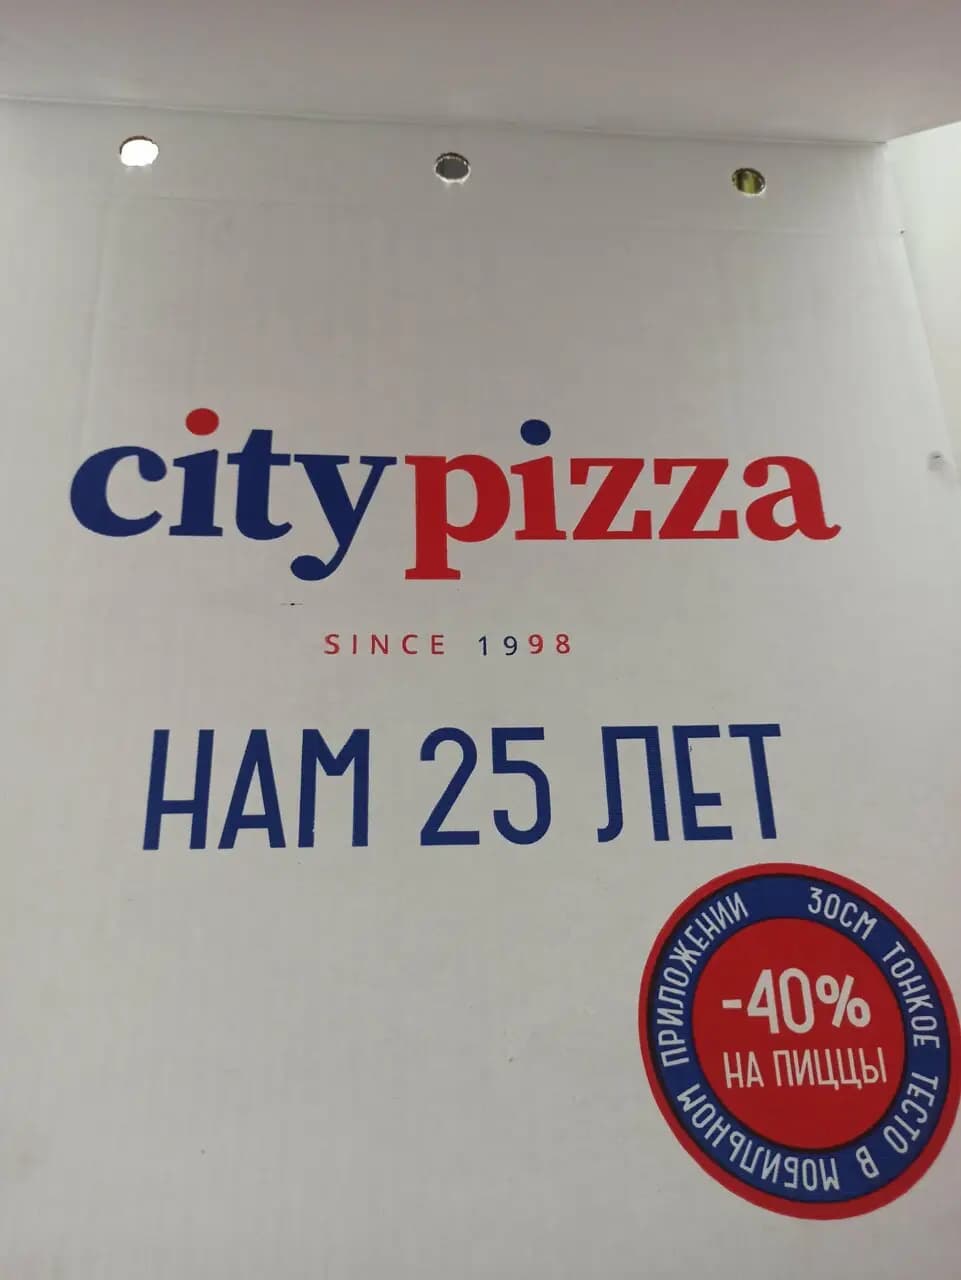 citypizza
SINCE 1998
НАМ 25 ЛЕТ
-40%
НА ПИЦЦЫ
30СМ ТОНКОЕ ТЕСТО В МОБИЛЬНОМ ПРИЛОЖЕНИИ